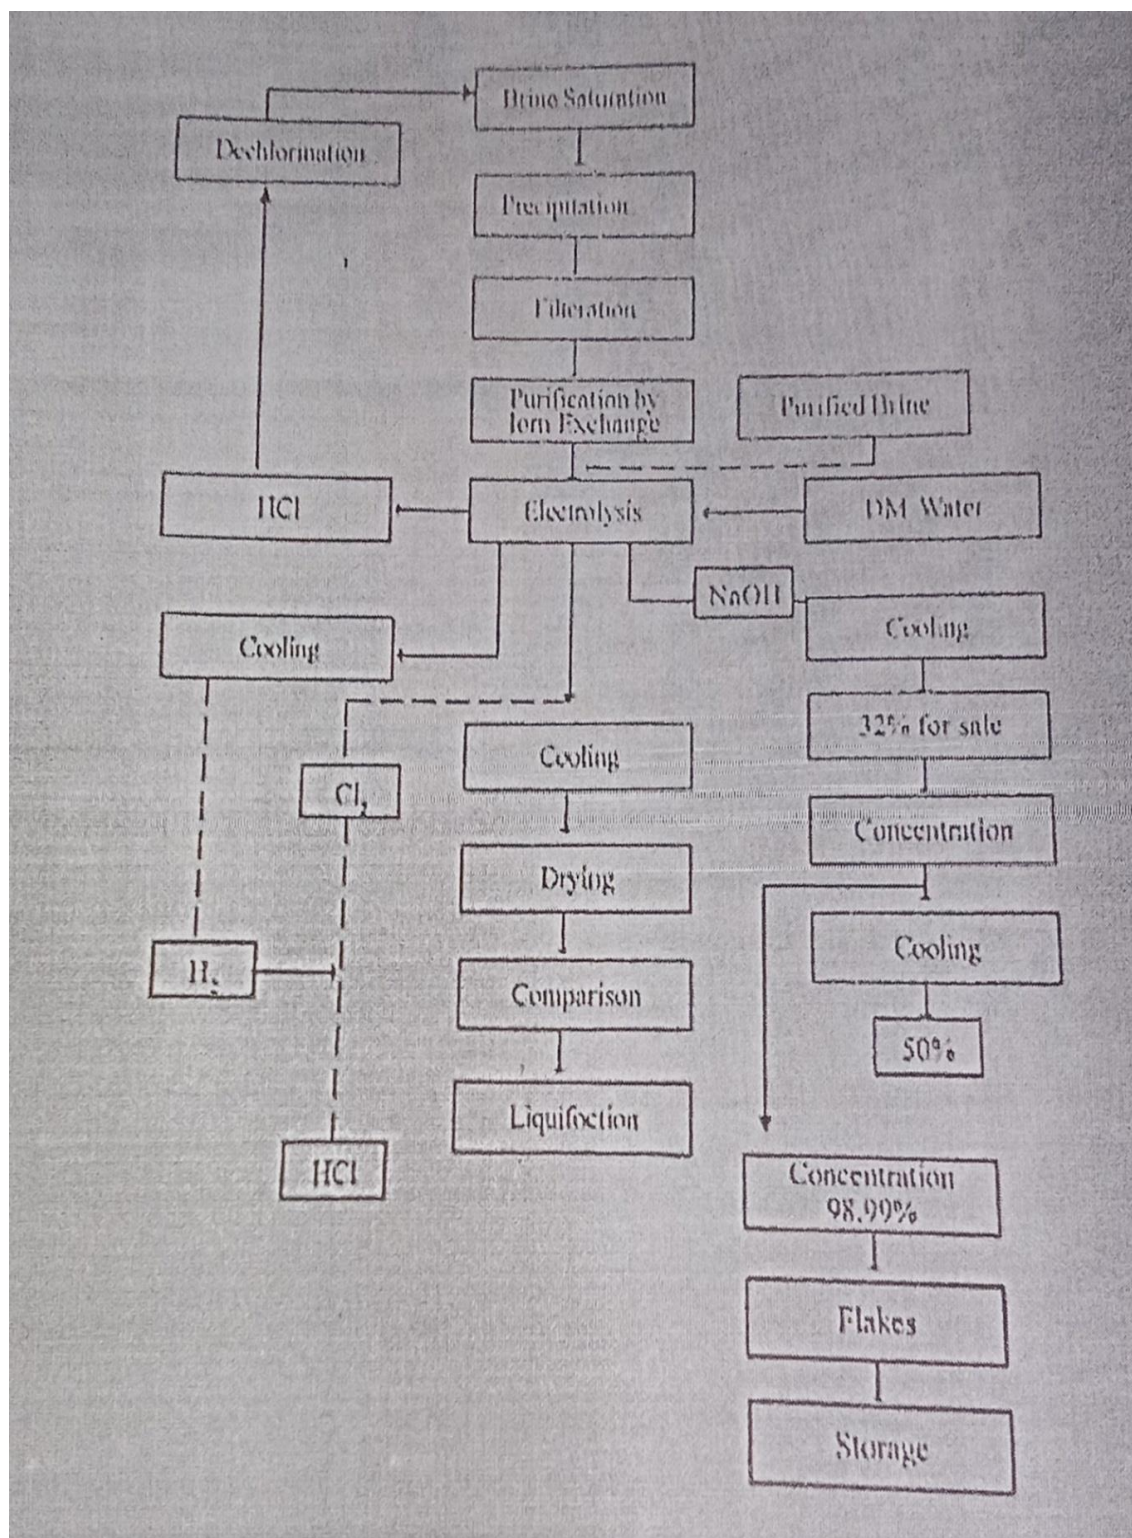 Brine Saturation
Dechlorination
Precipitation
Filteration
Purification by
Iorn Exchange
Purified Brine
HCl
Electrolysis
DM Water
NaOH
Cooling
Cooling
32% for sale
Cooling
Cl₂
Concentration
Drying
Cooling
H₂
Comparison
50%
Liquifection
HCl
Concentration
98.99%
Flakes
Storage